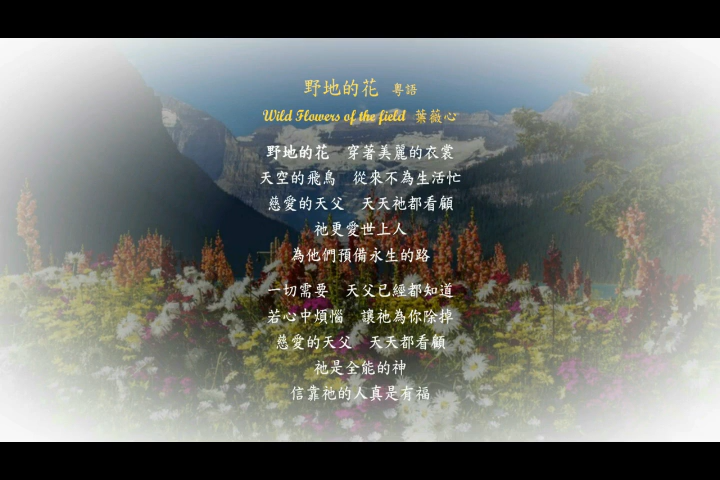 野地的花 粵語
Wild Flowers of the field 葉薇心
野地的花 穿著美麗的衣裳
天空的飛鳥 從來不為生活忙
慈愛的天父 天天祂都看顧
祂更愛世上人
為他們預備永生的路
一切需要 天父已經都知道
若心中煩惱 讓祂為你除掉
慈愛的天父 天天都看顧
祂是全能的神
信靠祂的人真是有福